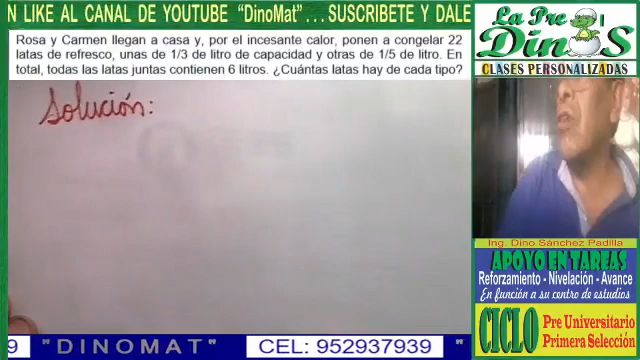 N LIKE AL CANAL DE YOUTUBE "DinoMat"...SUSCRIBETE Y DALE
La Pre
DinoS
CLASES PERSONALIZADAS
Rosa y Carmen llegan a casa y, por el incesante calor, ponen a congelar 22
latas de refresco, unas de 1/3 de litro de capacidad y otras de 1/5 de litro. En
total, todas las latas juntas contienen 6 litros. ¿Cuántas latas hay de cada tipo?
Solución:
Ing. Dino Sánchez Padilla
APOYO EN TAREAS
Reforzamiento - Nivelación - Avance
En función a su centro de estudios
CICLO Pre Universitario
Primera Selección
9 "DINOMAT" CEL: 952937939 "